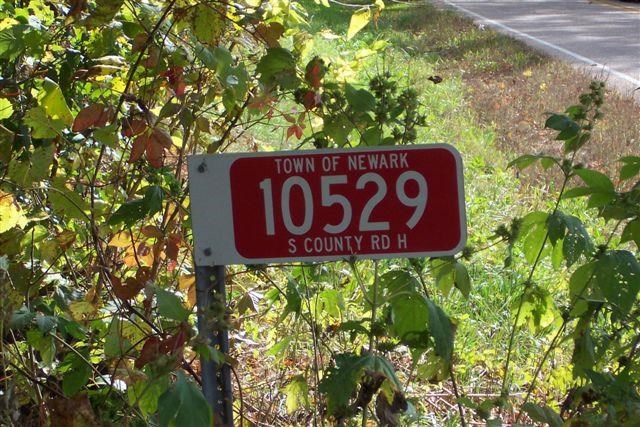 TOWN OF NEWARK
10529
S COUNTY RD H